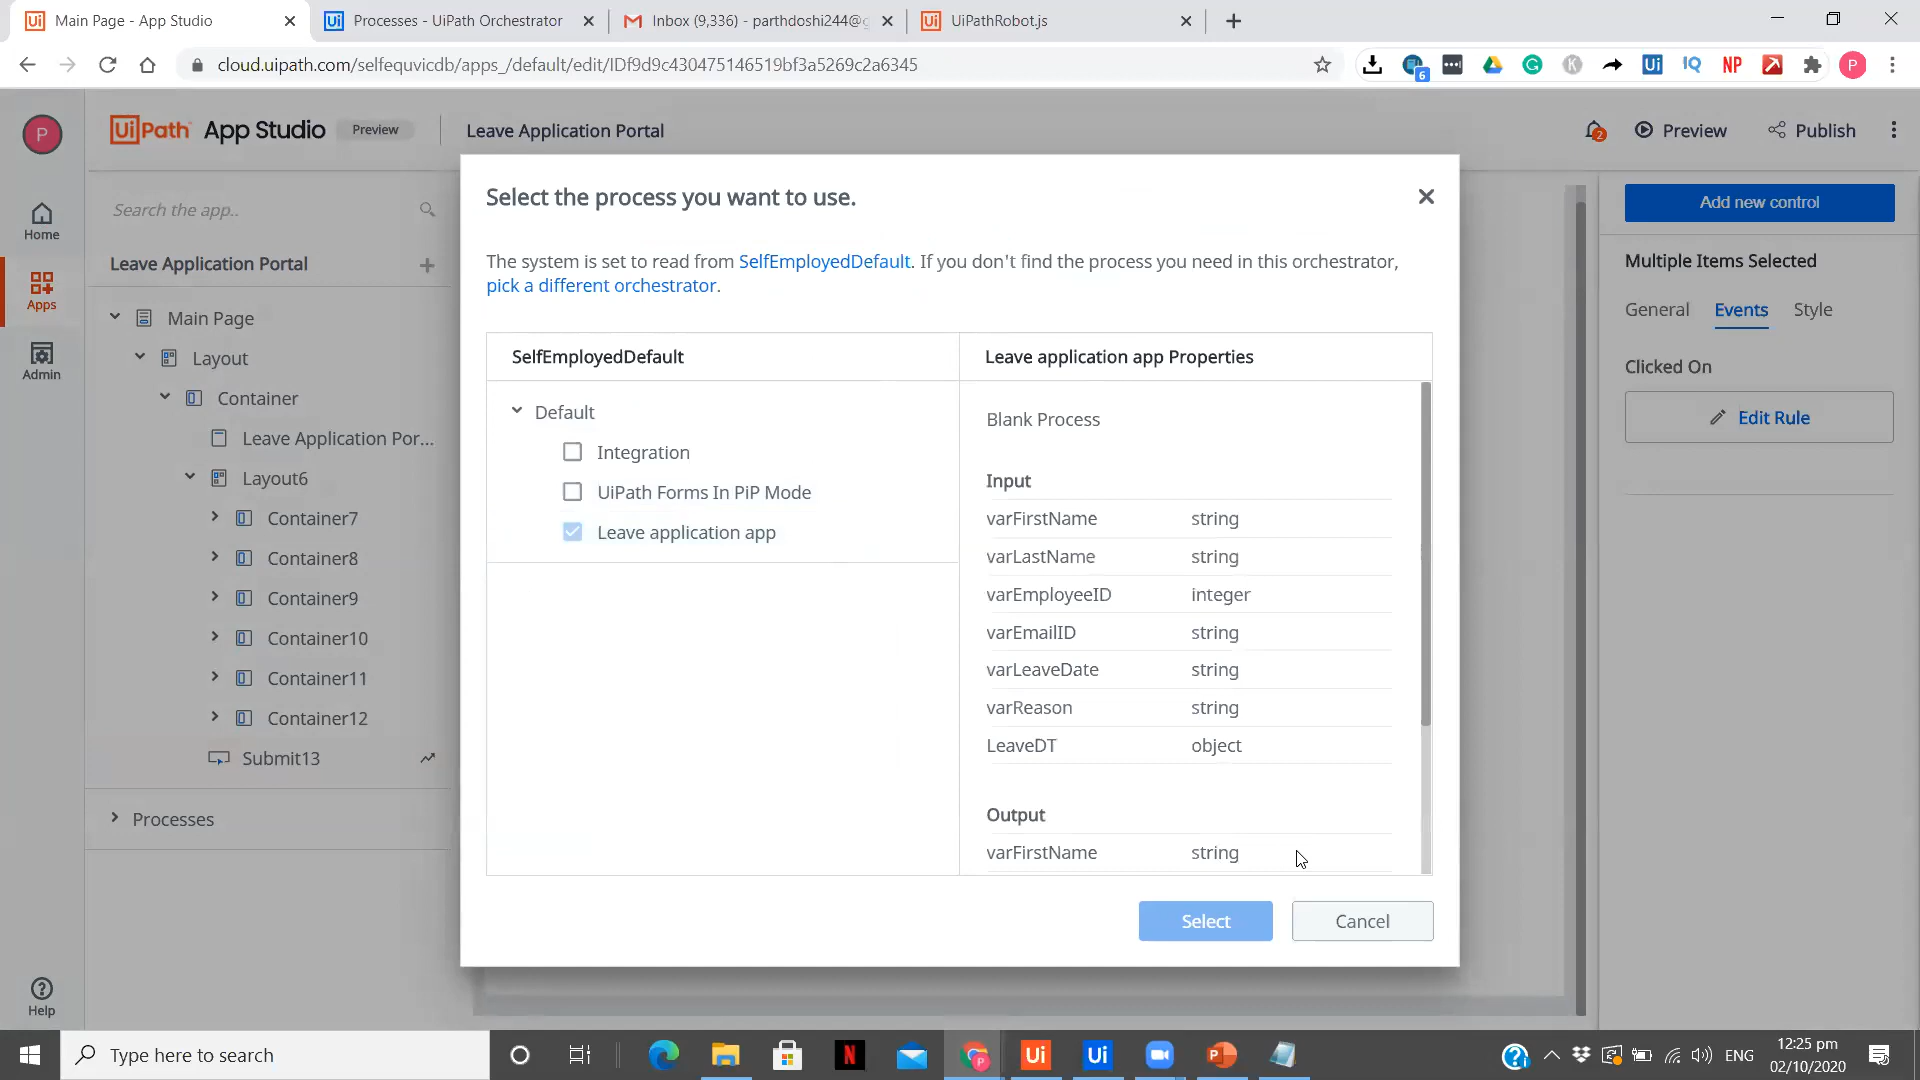 Main Page - App Studio
Processes - UiPath Orchestrator
Inbox (9,336) - parthdoshi244@g
UiPathRobot.js
cloud.uipath.com/selfequvicdb/apps_/default/edit/IDf9d9c430475146519bf3a5269c2a6345
6
Ui
IQ
NP
P
P
UiPath App Studio
Preview
Leave Application Portal
2
Preview
Publish
Home
Apps
Admin
Help
Search the app..
Leave Application Portal
Main Page
Layout
Container
Leave Application Por...
Layout6
Container7
Container8
Container9
Container10
Container11
Container12
Submit13
Processes
Select the process you want to use.
The system is set to read from SelfEmployedDefault. If you don't find the process you need in this orchestrator,
pick a different orchestrator.
SelfEmployedDefault
Default
Integration
UiPath Forms In PiP Mode
Leave application app
Leave application app Properties
Blank Process
Input
varFirstName string
varLastName string
varEmployeeID integer
varEmailID string
varLeaveDate string
varReason string
LeaveDT object
Output
varFirstName string
Select
Cancel
Add new control
Multiple Items Selected
General
Events
Style
Clicked On
Edit Rule
Type here to search
ENG
12:25 pm
02/10/2020